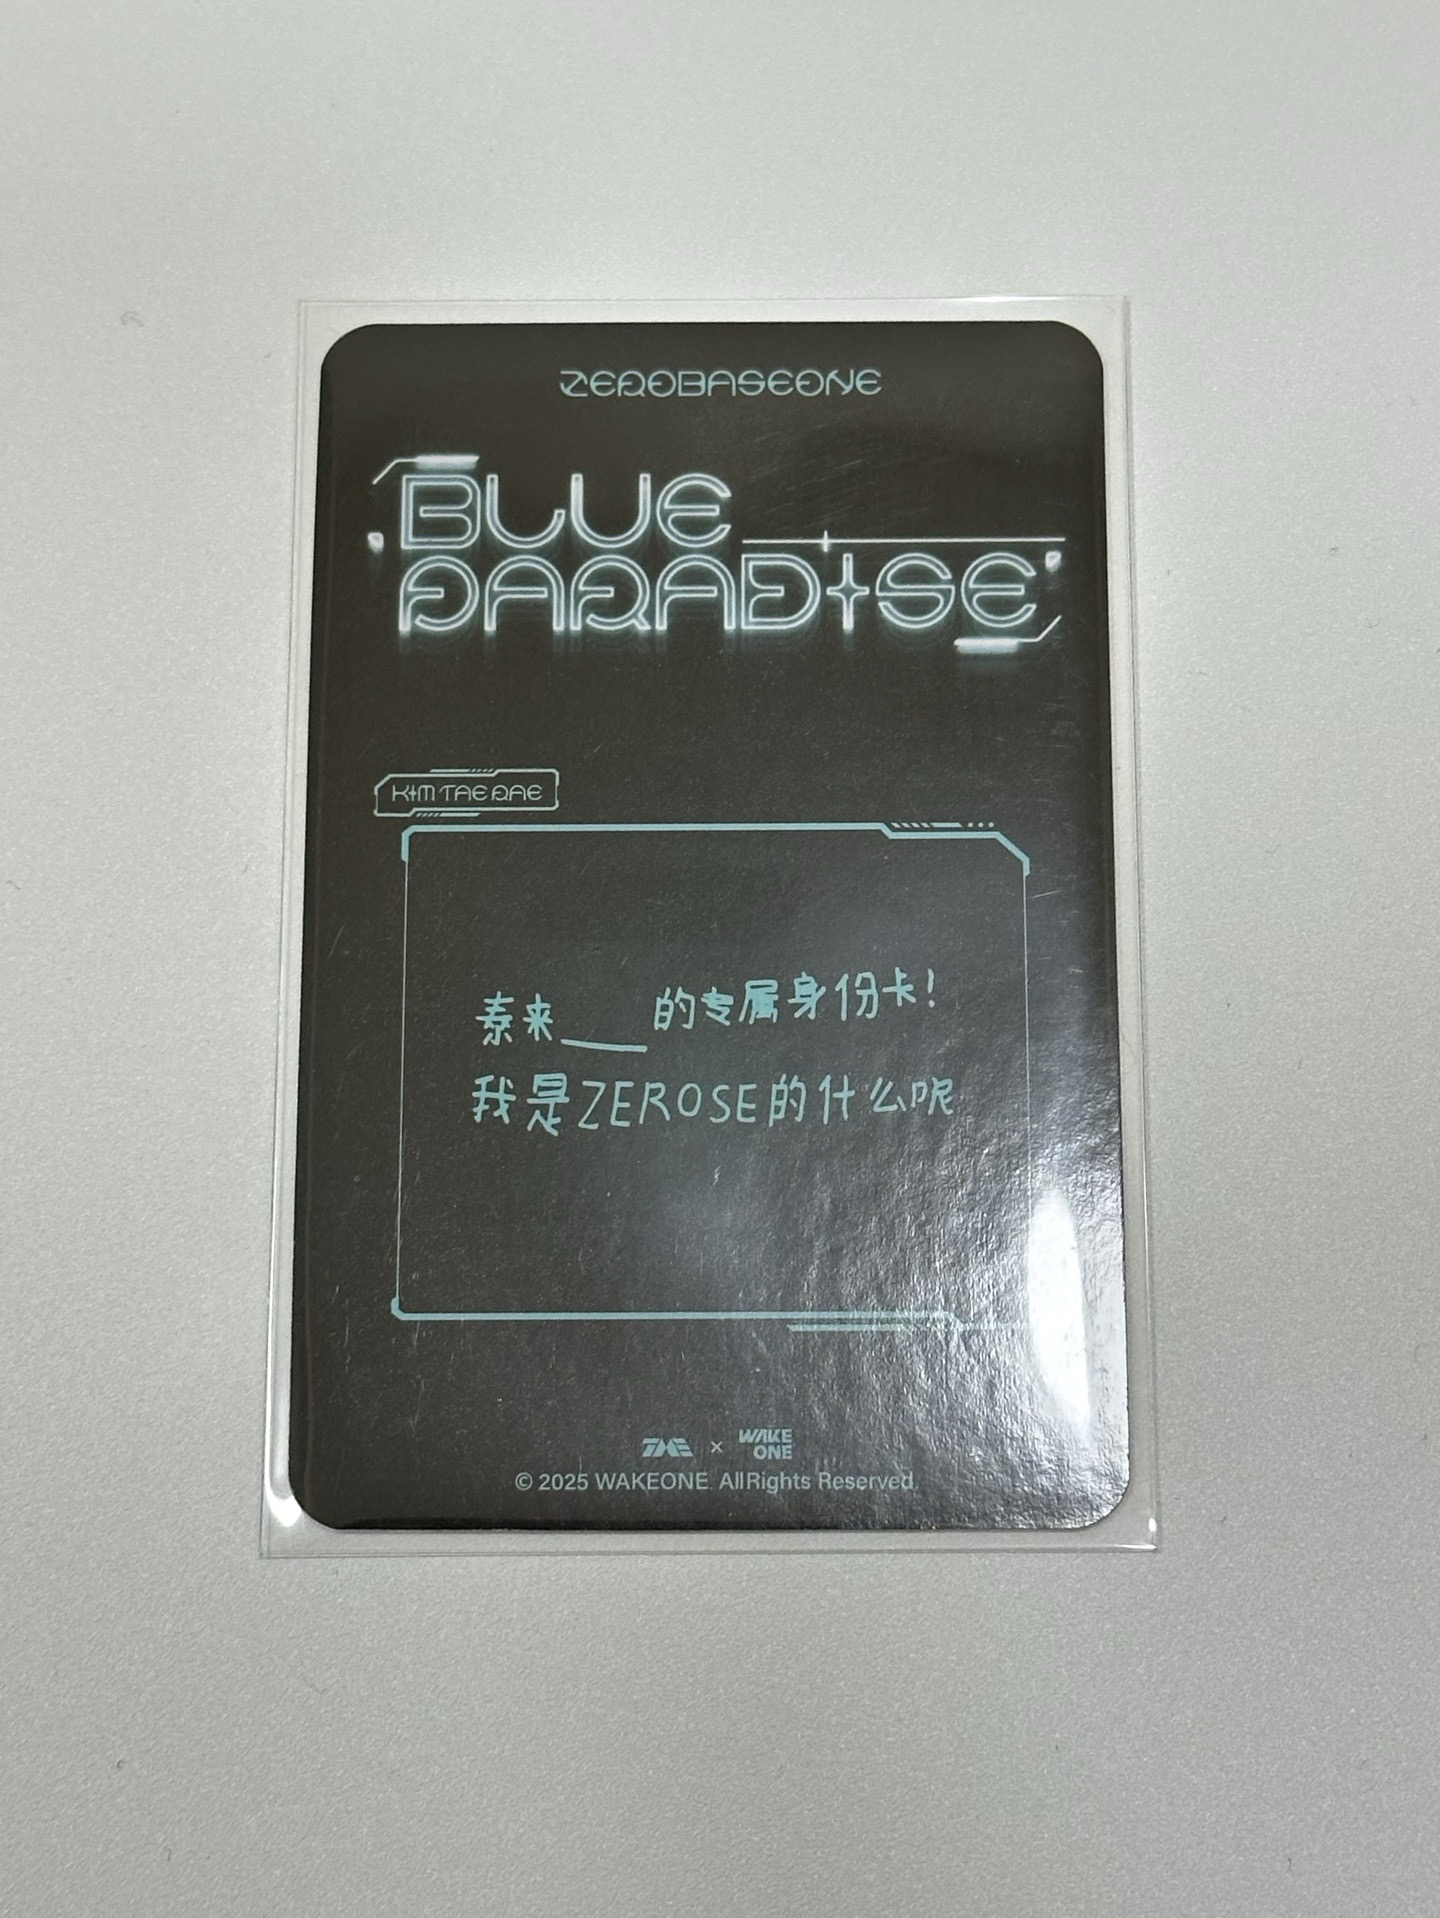 ZEROBASEONE
BLUE
PARADISE
KIM TAE RAE
泰来___的专属身份卡!
我是ZEROSE的什么呢
TME × WAKE ONE
© 2025 WAKEONE. AllRights Reserved.